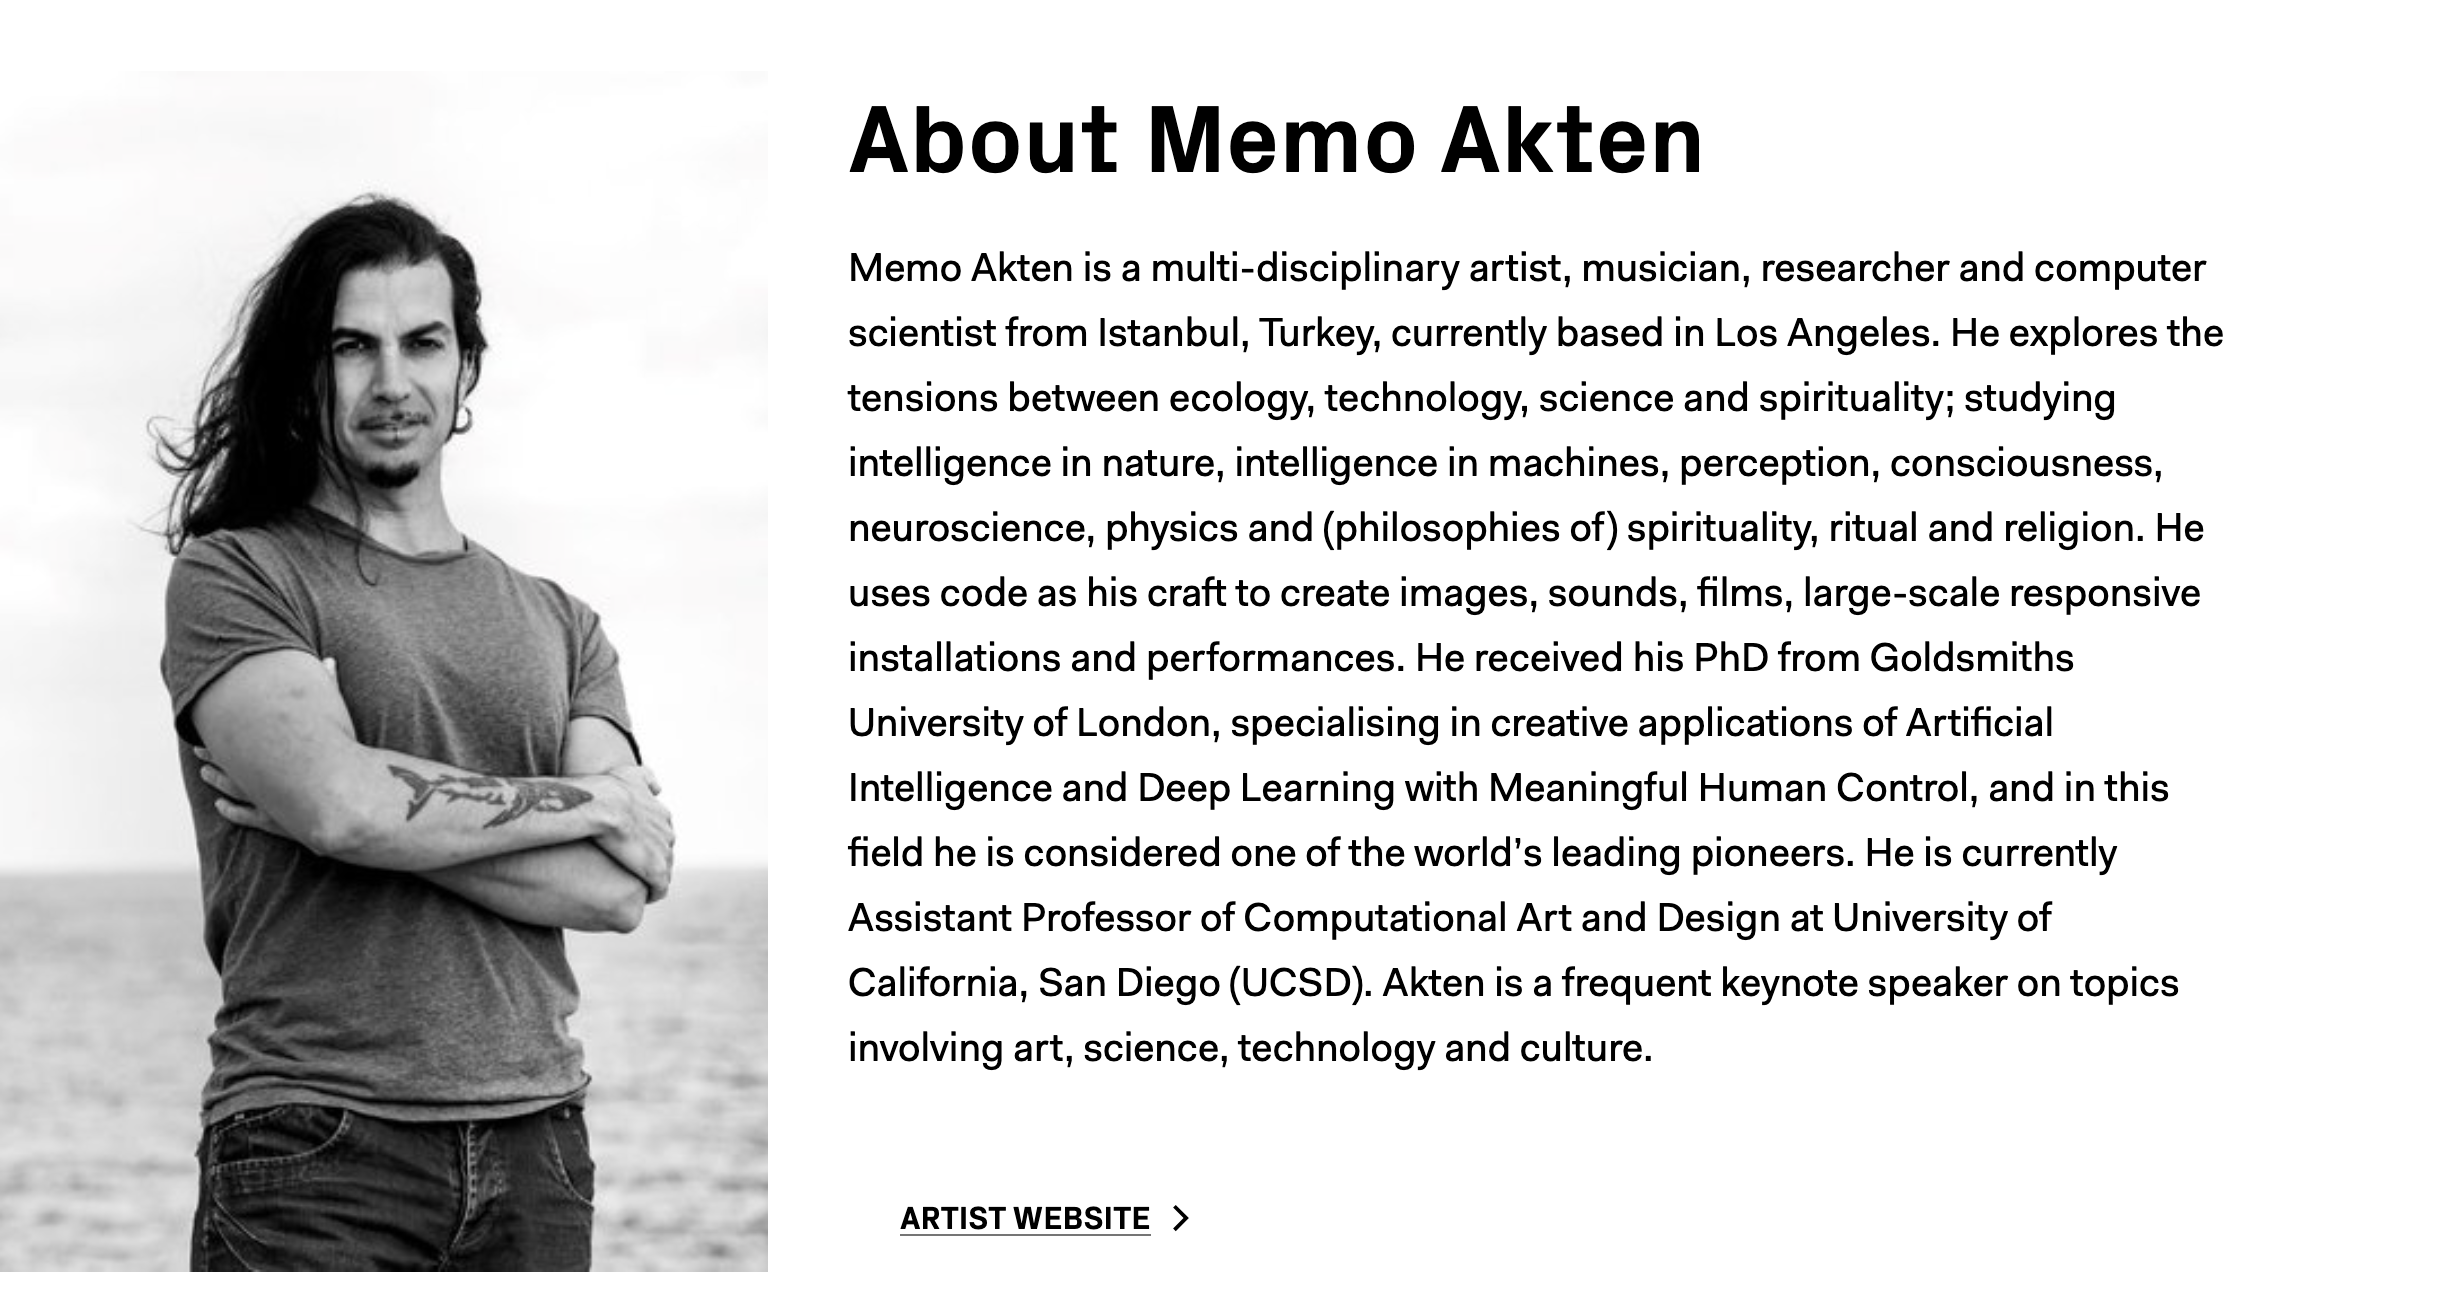 About Memo Akten
Memo Akten is a multi-disciplinary artist, musician, researcher and computer
scientist from Istanbul, Turkey, currently based in Los Angeles. He explores the
tensions between ecology, technology, science and spirituality; studying
intelligence in nature, intelligence in machines, perception, consciousness,
neuroscience, physics and (philosophies of) spirituality, ritual and religion. He
uses code as his craft to create images, sounds, films, large-scale responsive
installations and performances. He received his PhD from Goldsmiths
University of London, specialising in creative applications of Artificial
Intelligence and Deep Learning with Meaningful Human Control, and in this
field he is considered one of the world’s leading pioneers. He is currently
Assistant Professor of Computational Art and Design at University of
California, San Diego (UCSD). Akten is a frequent keynote speaker on topics
involving art, science, technology and culture.
ARTIST WEBSITE